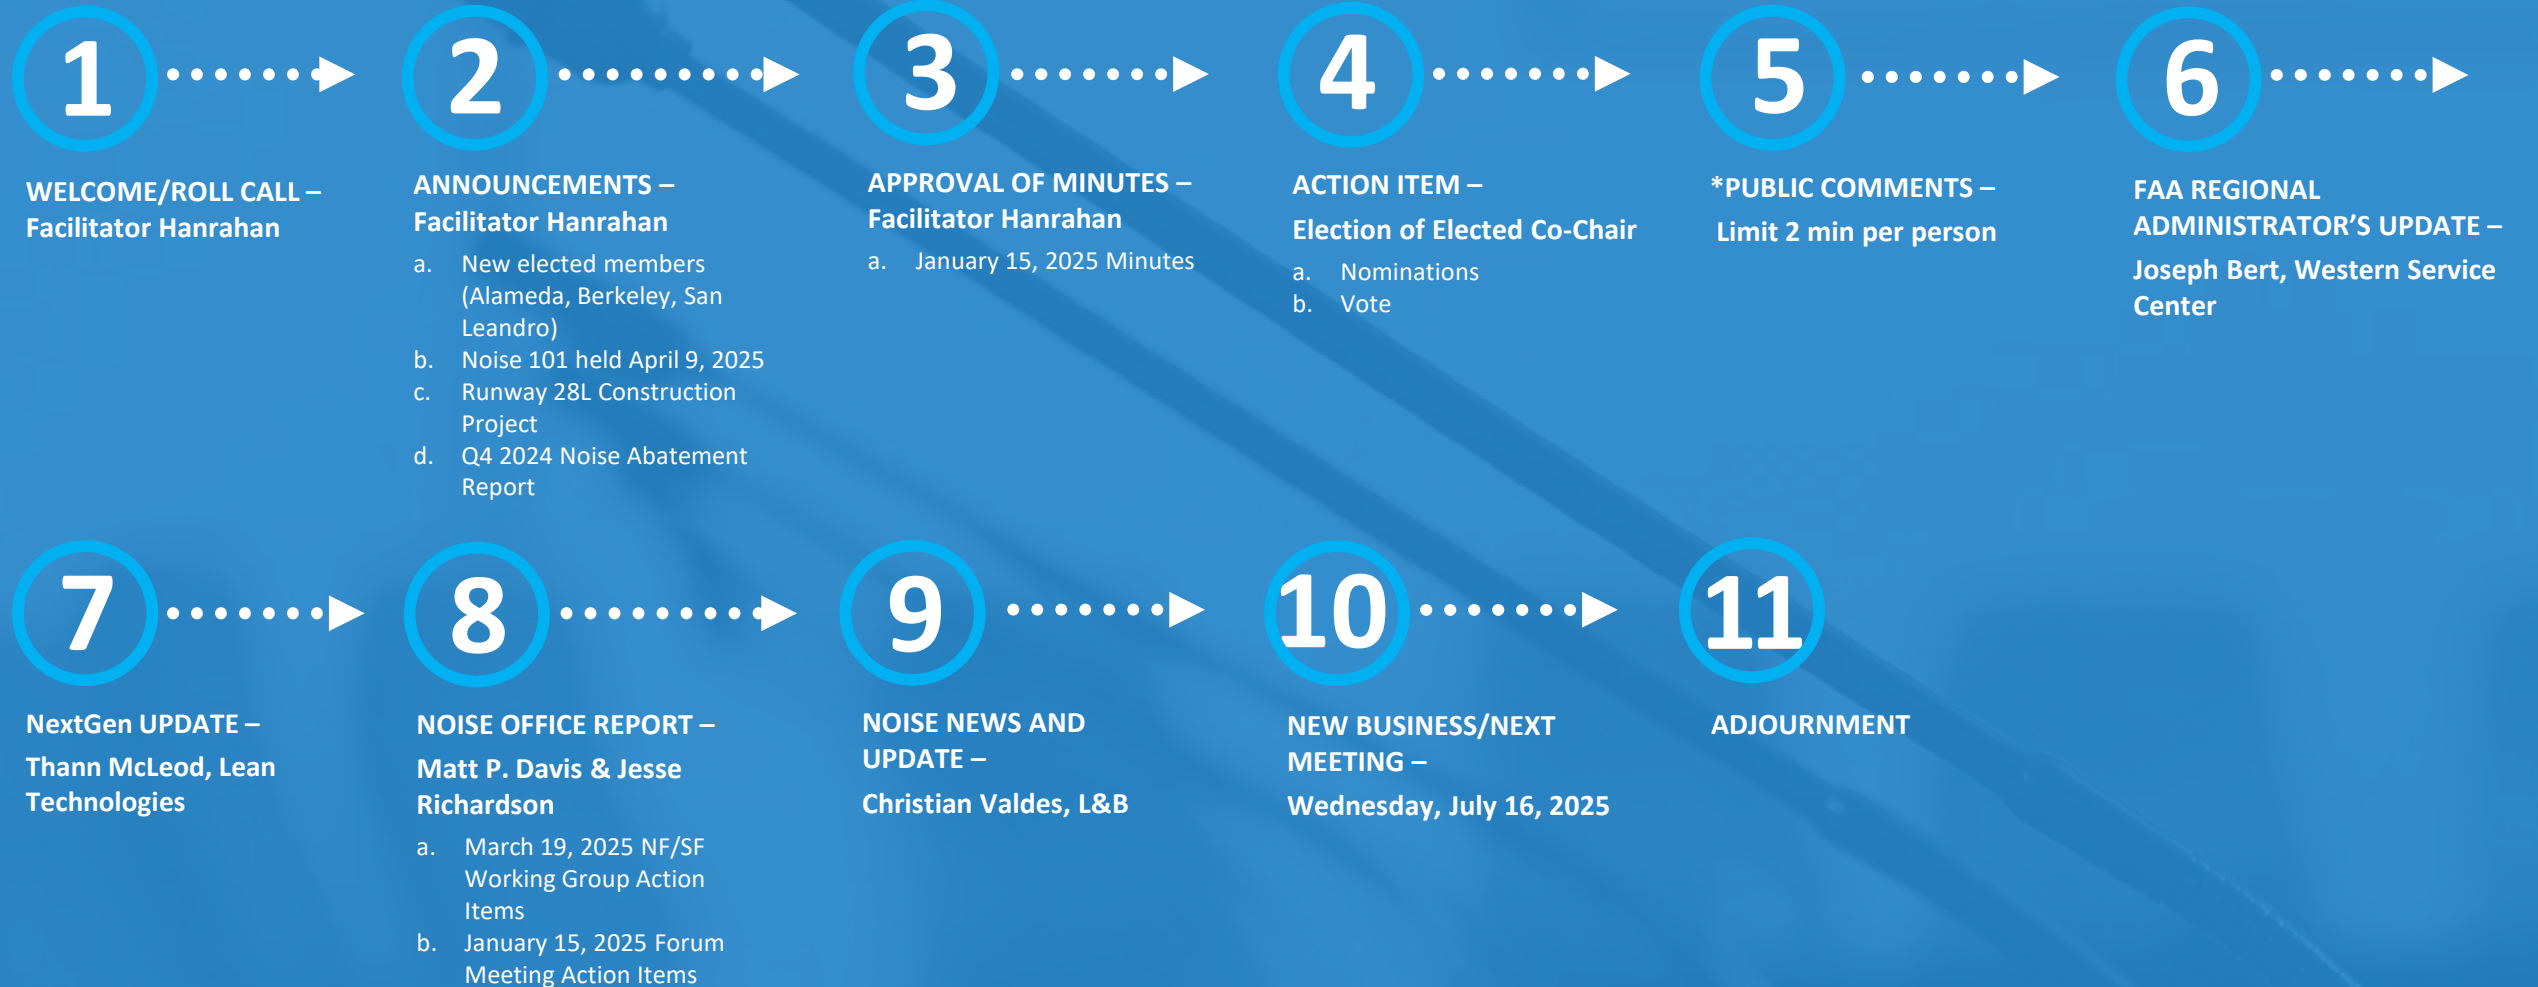 1
WELCOME/ROLL CALL –
Facilitator Hanrahan
2
ANNOUNCEMENTS –
Facilitator Hanrahan
a. New elected members
(Alameda, Berkeley, San
Leandro)
b. Noise 101 held April 9, 2025
c. Runway 28L Construction
Project
d. Q4 2024 Noise Abatement
Report
3
APPROVAL OF MINUTES –
Facilitator Hanrahan
a. January 15, 2025 Minutes
4
ACTION ITEM –
Election of Elected Co-Chair
a. Nominations
b. Vote
5
*PUBLIC COMMENTS –
Limit 2 min per person
6
FAA REGIONAL
ADMINISTRATOR’S UPDATE –
Joseph Bert, Western Service
Center
7
NextGen UPDATE –
Thann McLeod, Lean
Technologies
8
NOISE OFFICE REPORT –
Matt P. Davis & Jesse
Richardson
a. March 19, 2025 NF/SF
Working Group Action
Items
b. January 15, 2025 Forum
Meeting Action Items
9
NOISE NEWS AND
UPDATE –
Christian Valdes, L&B
10
NEW BUSINESS/NEXT
MEETING –
Wednesday, July 16, 2025
11
ADJOURNMENT